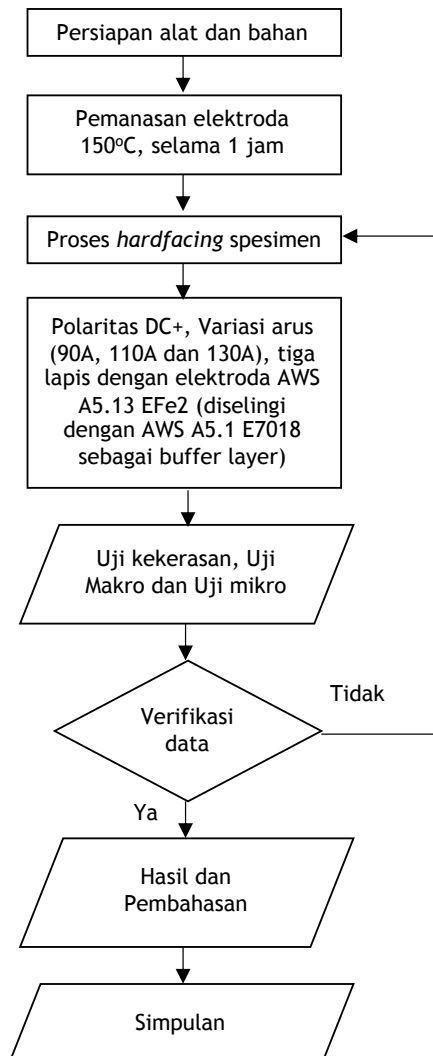 Persiapan alat dan bahan
Pemanasan elektroda
150ºC, selama 1 jam
Proses hardfacing spesimen
Polaritas DC+, Variasi arus
(90A, 110A dan 130A), tiga
lapis dengan elektroda AWS
A5.13 EFe2 (diselingi
dengan AWS A5.1 E7018
sebagai buffer layer)
Uji kekerasan, Uji
Makro dan Uji mikro
Tidak
Verifikasi
data
Ya
Hasil dan
Pembahasan
Simpulan